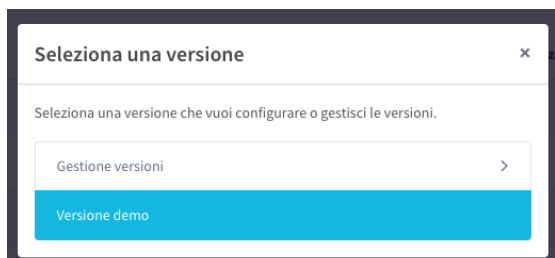 Seleziona una versione
×
Seleziona una versione che vuoi configurare o gestisci le versioni.
Gestione versioni
Versione demo